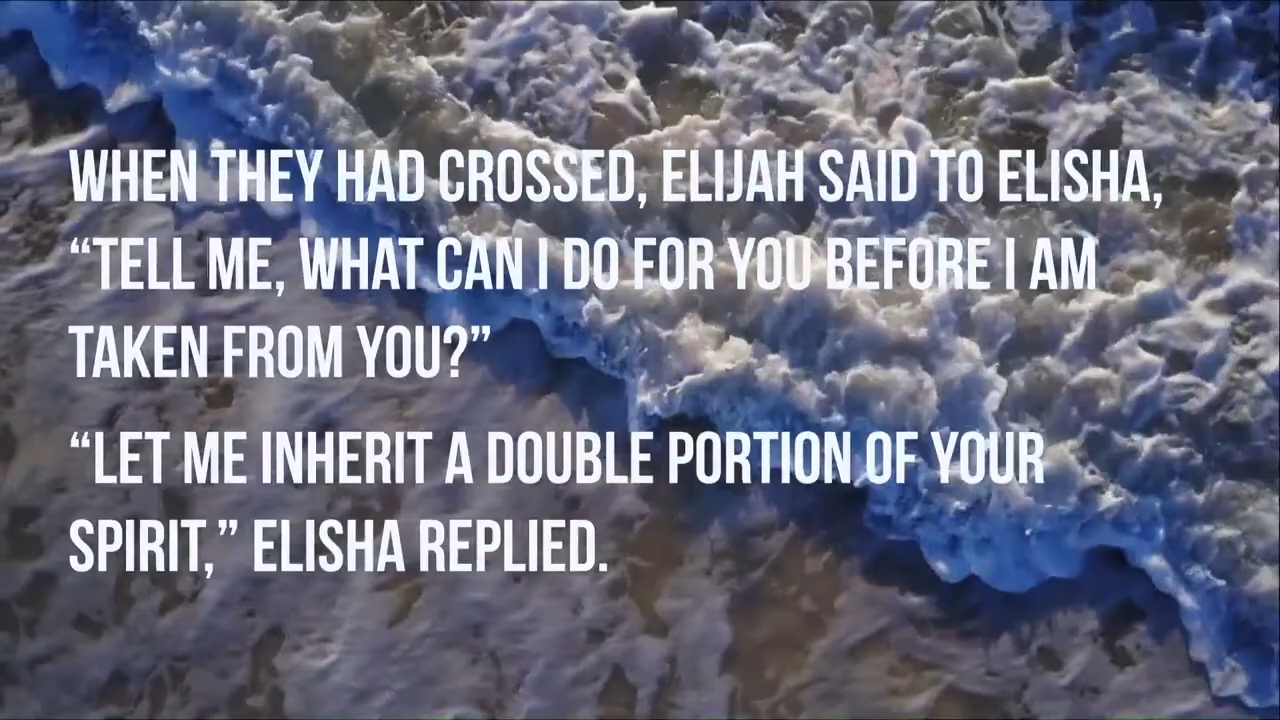 WHEN THEY HAD CROSSED, ELIJAH SAID TO ELISHA,
“TELL ME, WHAT CAN I DO FOR YOU BEFORE I AM
TAKEN FROM YOU?”
“LET ME INHERIT A DOUBLE PORTION OF YOUR
SPIRIT,” ELISHA REPLIED.